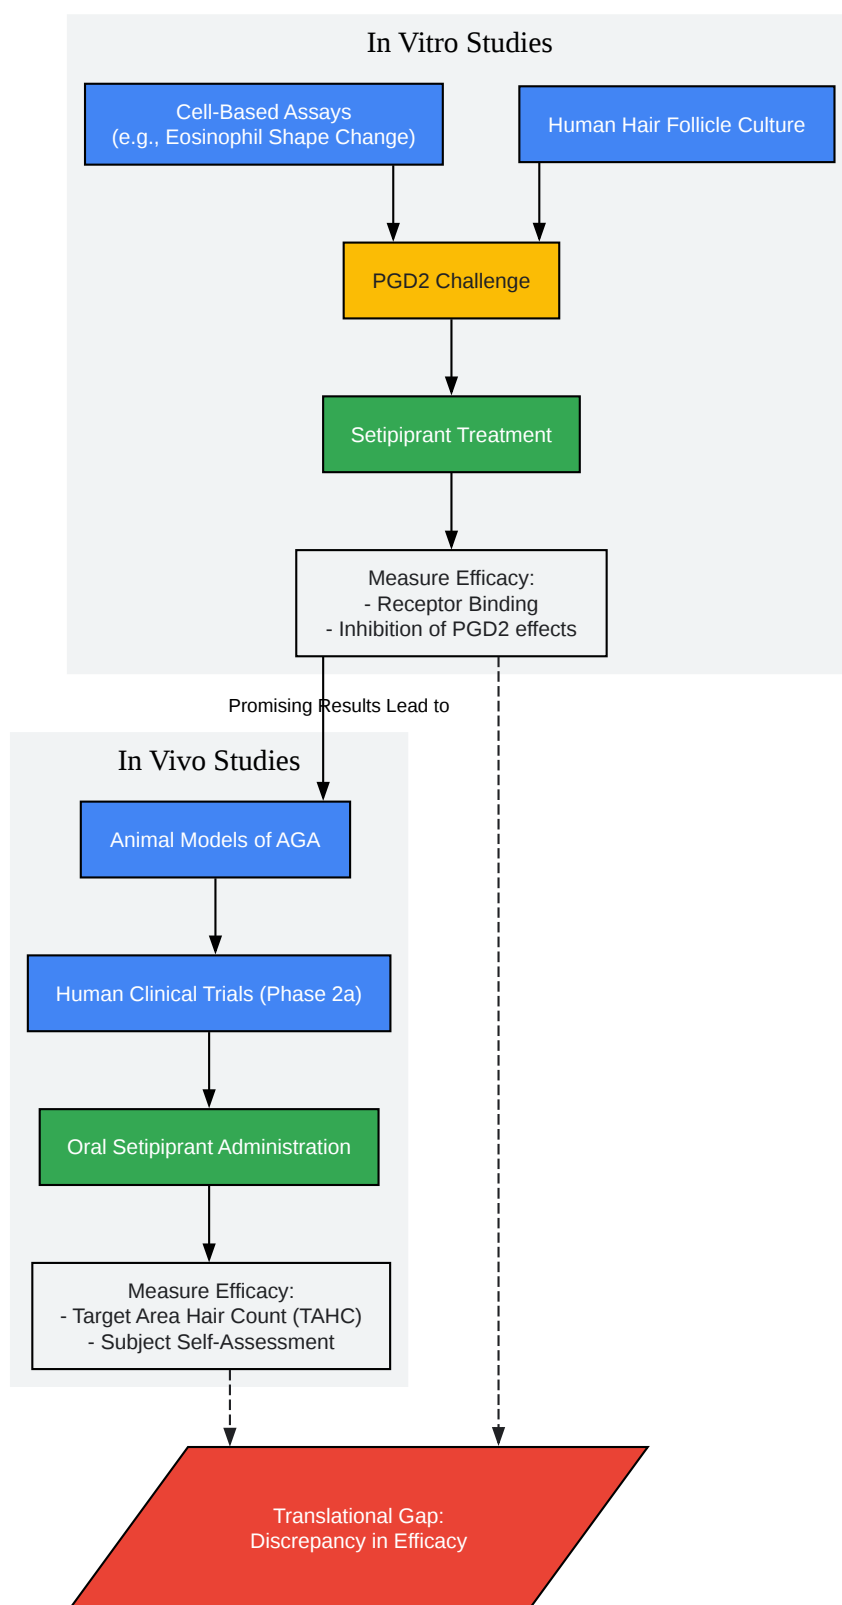 In Vitro Studies
Cell-Based Assays
(e.g., Eosinophil Shape Change)
Human Hair Follicle Culture
PGD2 Challenge
Setipiprant Treatment
Measure Efficacy:
- Receptor Binding
- Inhibition of PGD2 effects
Promising Results Lead to
In Vivo Studies
Animal Models of AGA
Human Clinical Trials (Phase 2a)
Oral Setipiprant Administration
Measure Efficacy:
- Target Area Hair Count (TAHC)
- Subject Self-Assessment
Translational Gap:
Discrepancy in Efficacy